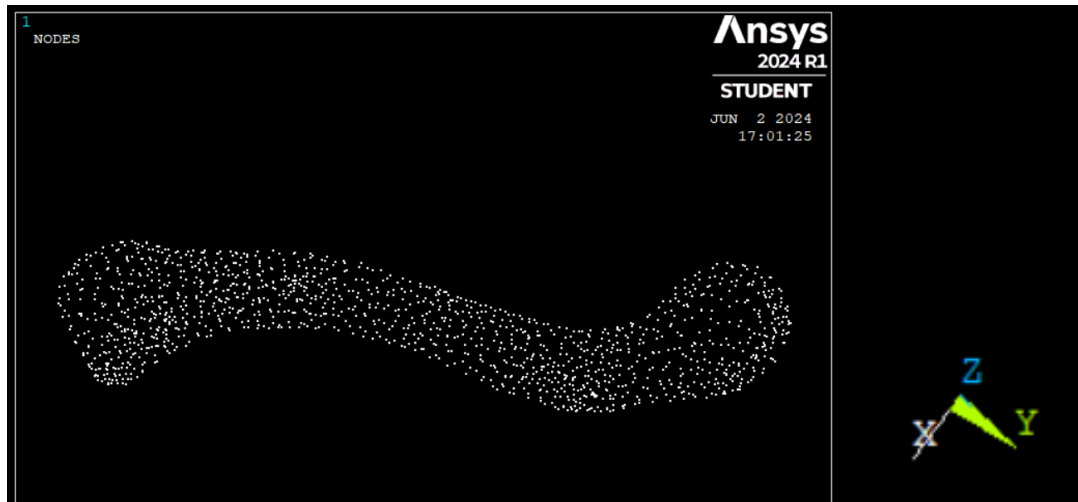 1
NODES
Ansys
2024 R1
STUDENT
JUN 2 2024
17:01:25
Z
X
Y